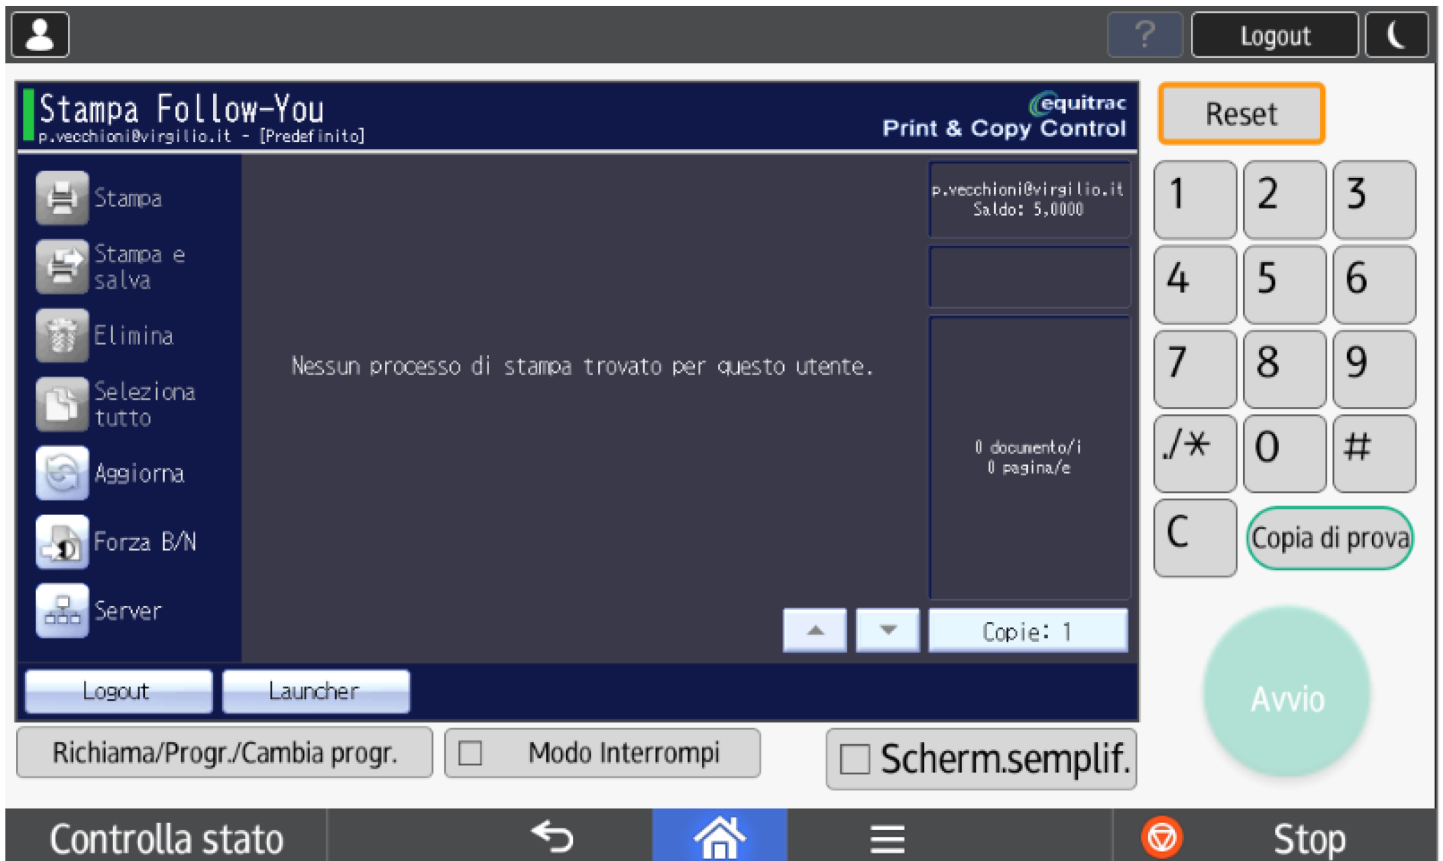 ?
Logout
Stampa Follow-You
p.vecchioni@virgilio.it - [Predefinito]
equitrac
Print & Copy Control
Reset
Stampa
Stampa e
salva
Elimina
Seleziona
tutto
Aggiorna
Forza B/N
Server
Nessun processo di stampa trovato per questo utente.
p.vecchioni@virgilio.it
Saldo: 5,0000
0 documento/i
0 pagina/e
Copie: 1
Logout
Launcher
1 2 3
4 5 6
7 8 9
./* 0 #
C
Copia di prova
Avvio
Richiama/Progr./Cambia progr.
Modo Interrompi
Scherm.semplif.
Controlla stato
Stop